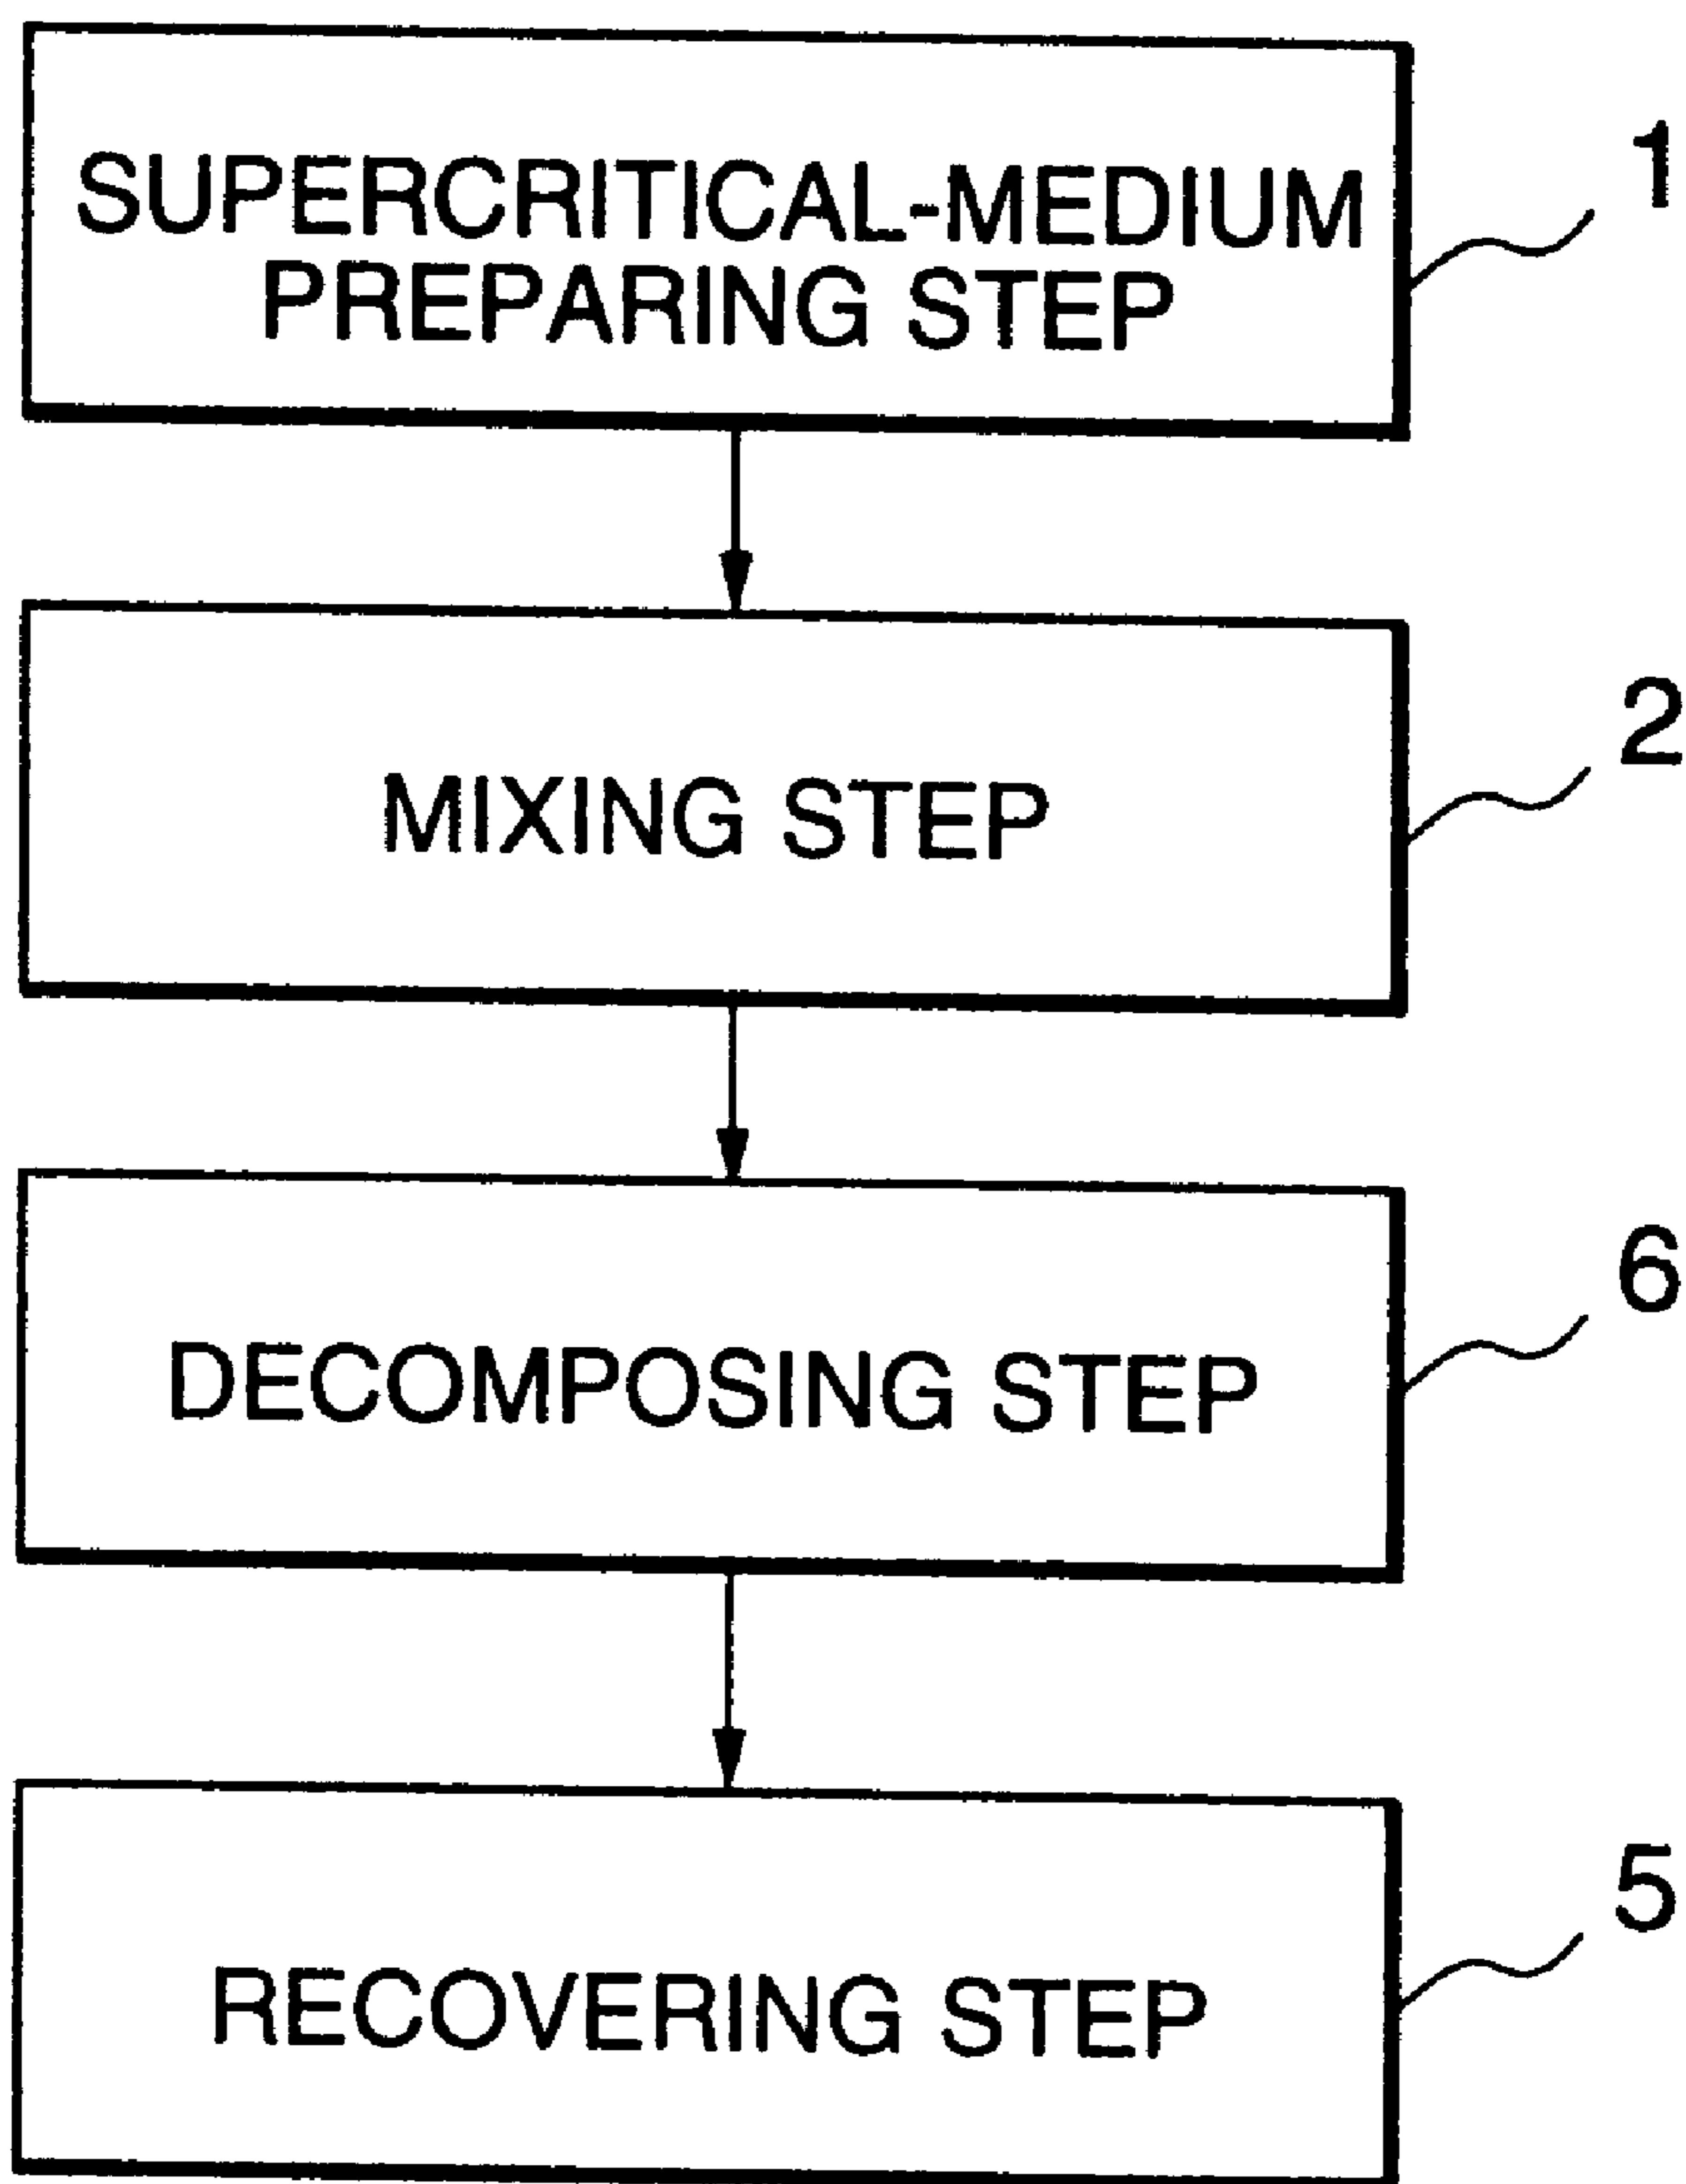 SUPERCRITICAL-MEDIUM
PREPARING STEP
1
MIXING STEP
2
DECOMPOSING STEP
6
RECOVERING STEP
5